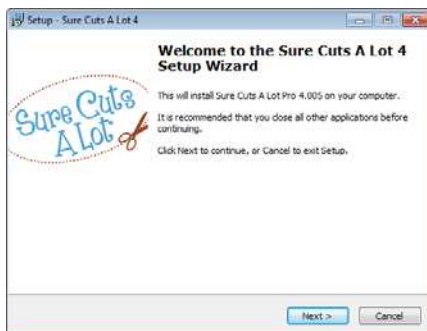 Setup - Sure Cuts A Lot 4
Welcome to the Sure Cuts A Lot 4
Setup Wizard
This will install Sure Cuts A Lot Pro 4.005 on your computer.
It is recommended that you close all other applications before
continuing.
Click Next to continue, or Cancel to exit Setup.
Sure Cuts
A Lot
Next >
Cancel